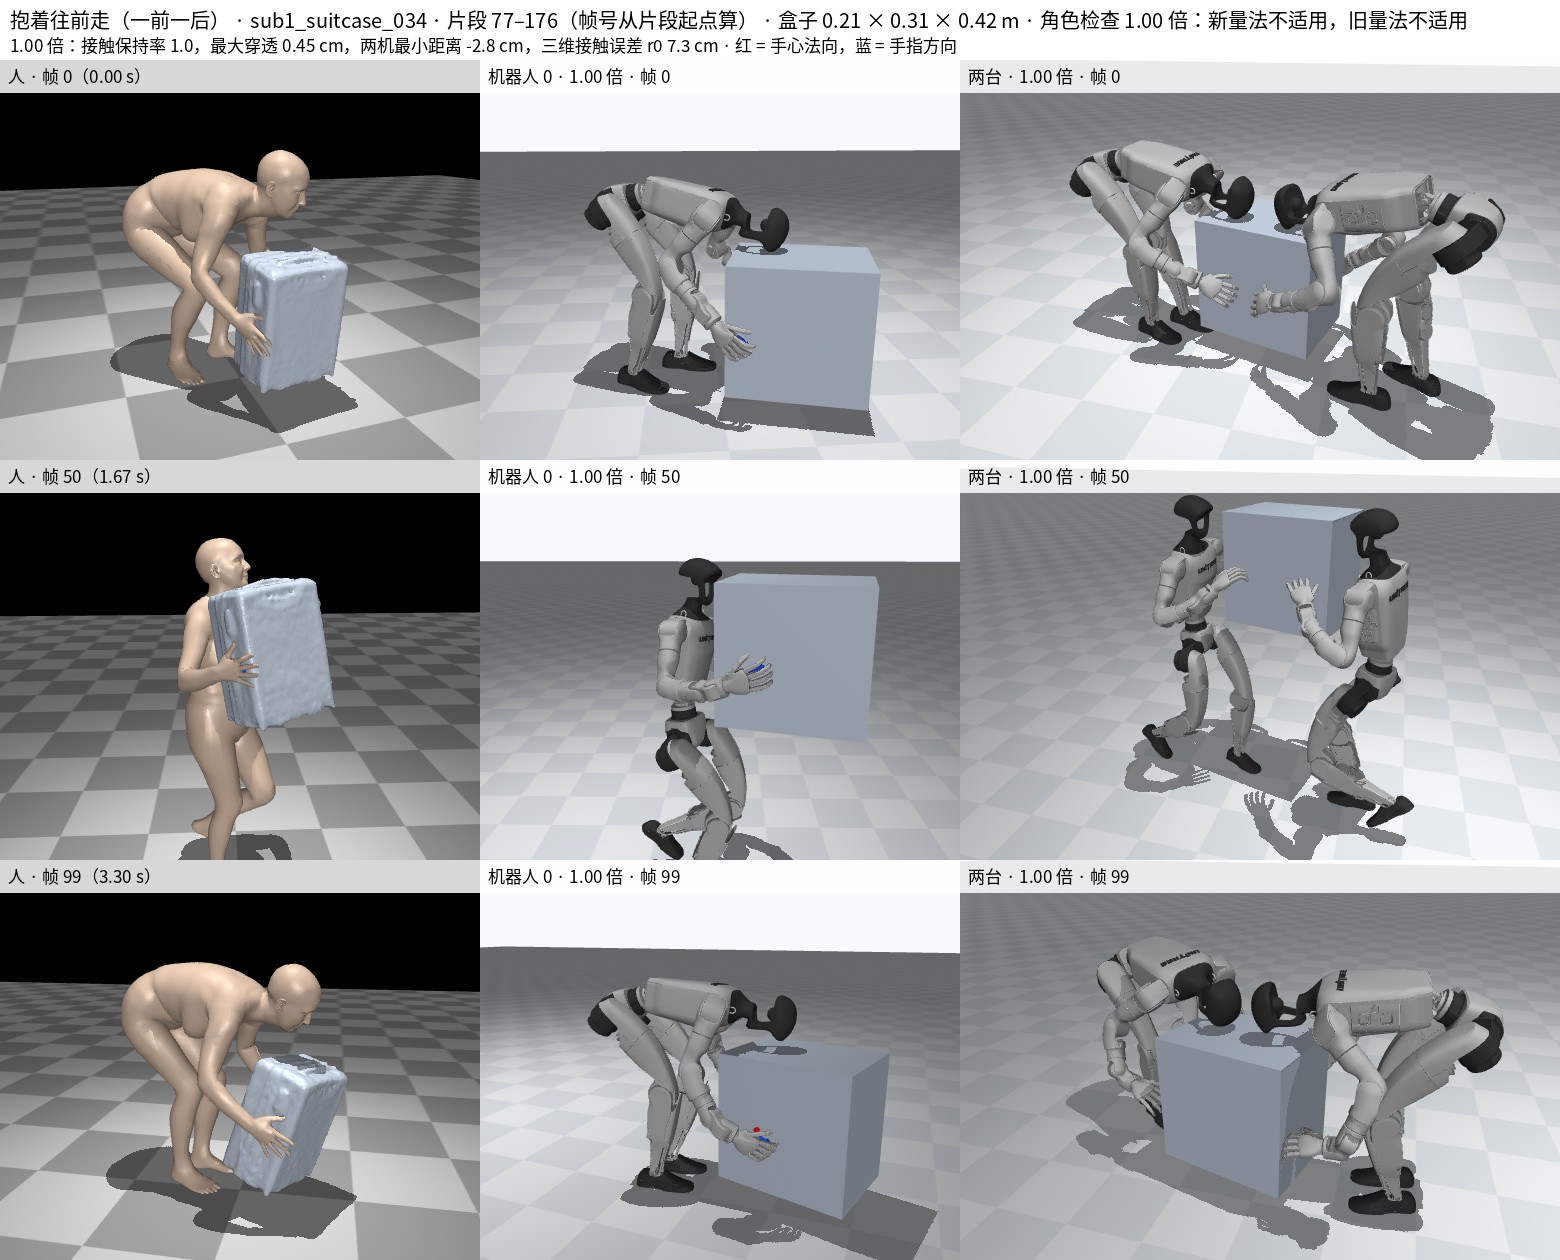 抱着往前走（一前一后） · sub1_suitcase_034 · 片段 77–176（帧号从片段起点算） · 盒子 0.21 × 0.31 × 0.42 m · 角色检查 1.00 倍：新量法不适用，旧量法不适用
1.00 倍：接触保持率 1.0，最大穿透 0.45 cm，两机最小距离 -2.8 cm，三维接触误差 r0 7.3 cm · 红 = 手心法向，蓝 = 手指方向
人 · 帧 0（0.00 s）
机器人 0 · 1.00 倍 · 帧 0
两台 · 1.00 倍 · 帧 0
人 · 帧 50（1.67 s）
机器人 0 · 1.00 倍 · 帧 50
两台 · 1.00 倍 · 帧 50
人 · 帧 99（3.30 s）
机器人 0 · 1.00 倍 · 帧 99
两台 · 1.00 倍 · 帧 99